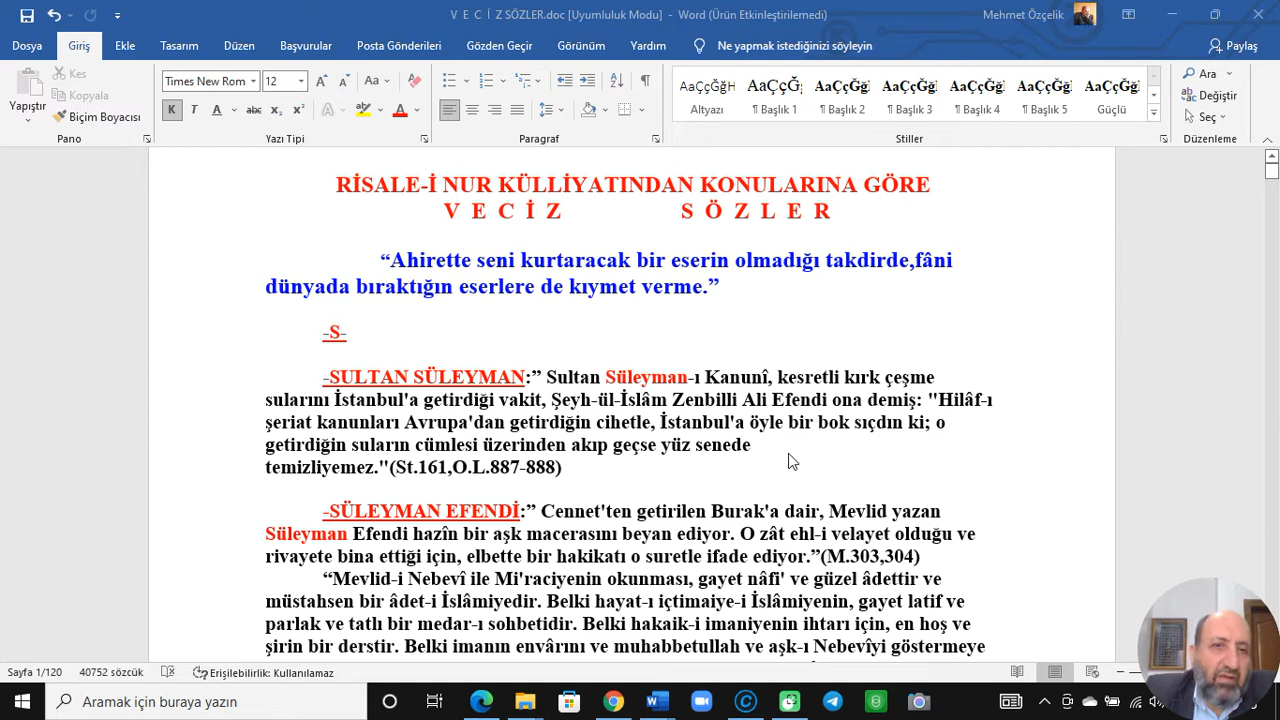 V E C İ Z SÖZLER.doc [Uyumluluk Modu] - Word (Ürün Etkinleştirilemedi)
Mehmet Özçelik
Dosya Giriş Ekle Tasarım Düzen Başvurular Posta Gönderileri Gözden Geçir Görünüm Yardım Ne yapmak istediğinizi söyleyin Paylaş
Yapıştır
Kes
Kopyala
Biçim Boyacısı
Times New Rom 12
K T A abc x₂ x² A A
Aa
AaÇçĞğH AaÇçĞğ, AaÇçĞğ, AaÇçĞğ, AaÇçĞğ, AaÇçĞğ, AaÇçĞğ
Altyazı ¶ Başlık 1 ¶ Başlık 2 ¶ Başlık 3 ¶ Başlık 4 ¶ Başlık 5 Güçlü
Ara
Değiştir
Seç
Pano Yazı Tipi Paragraf Stiller Düzenleme
RİSALE-İ NUR KÜLLİYATINDAN KONULARINA GÖRE
V E C İ Z S Ö Z L E R
“Ahirette seni kurtaracak bir eserin olmadığı takdirde,fâni
dünyada bıraktığın eserlere de kıymet verme.”
-S-
-SULTAN SÜLEYMAN:” Sultan Süleyman-ı Kanunî, kesretli kırk çeşme
sularını İstanbul'a getirdiği vakit, Şeyh-ül-İslâm Zenbilli Ali Efendi ona demiş: "Hilâf-ı
şeriat kanunları Avrupa'dan getirdiğin cihetle, İstanbul'a öyle bir bok sıçdın ki; o
getirdiğin suların cümlesi üzerinden akıp geçse yüz senede
temizliyemez."(St.161,O.L.887-888)
-SÜLEYMAN EFENDİ:” Cennet'ten getirilen Burak'a dair, Mevlid yazan
Süleyman Efendi hazîn bir aşk macerasını beyan ediyor. O zât ehl-i velayet olduğu ve
rivayete bina ettiği için, elbette bir hakikatı o suretle ifade ediyor.”(M.303,304)
“Mevlid-i Nebevî ile Mi'raciyenin okunması, gayet nâfi' ve güzel âdettir ve
müstahsen bir âdet-i İslâmiyedir. Belki hayat-ı içtimaiye-i İslâmiyenin, gayet latif ve
parlak ve tatlı bir medar-ı sohbetidir. Belki hakaik-i imaniyenin ihtarı için, en hoş ve
şirin bir derstir. Belki imanın envârını ve muhabbetullah ve aşk-ı Nebevîyi göstermeye
Sayfa 1/120 40752 sözcük Erişilebilirlik: Kullanılamaz
Aramak için buraya yazın